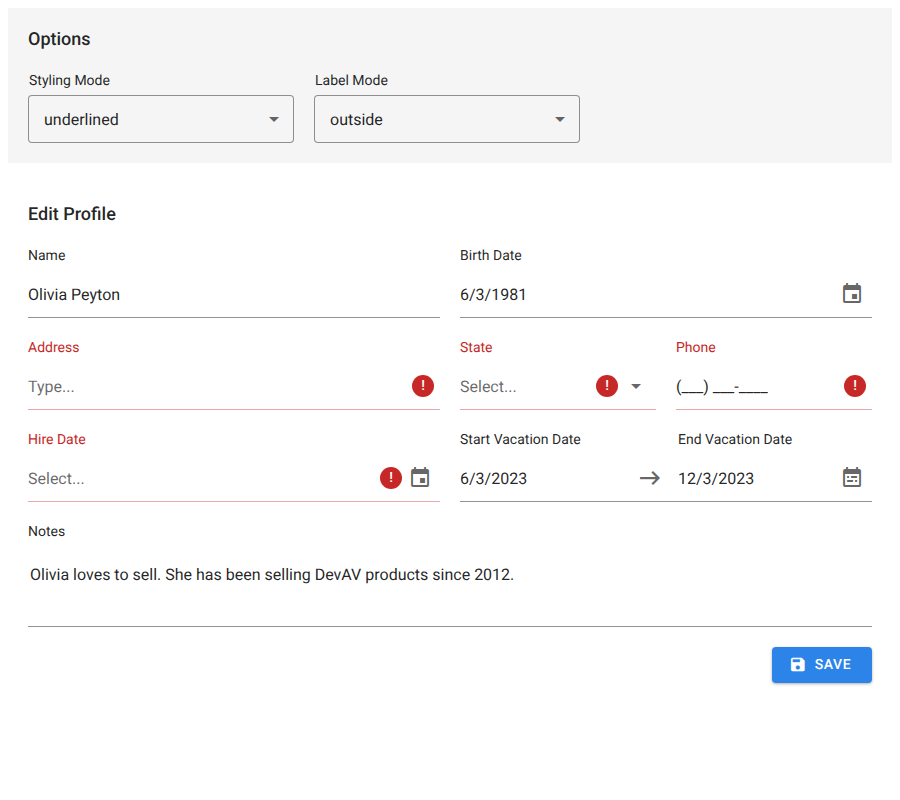 Options
Styling Mode Label Mode
underlined outside
Edit Profile
Name Birth Date
Olivia Peyton 6/3/1981
Address State Phone
Type... ! Select... ! (___) ___-____ !
Hire Date Start Vacation Date End Vacation Date
Select... ! 6/3/2023 → 12/3/2023
Notes
Olivia loves to sell. She has been selling DevAV products since 2012.
SAVE